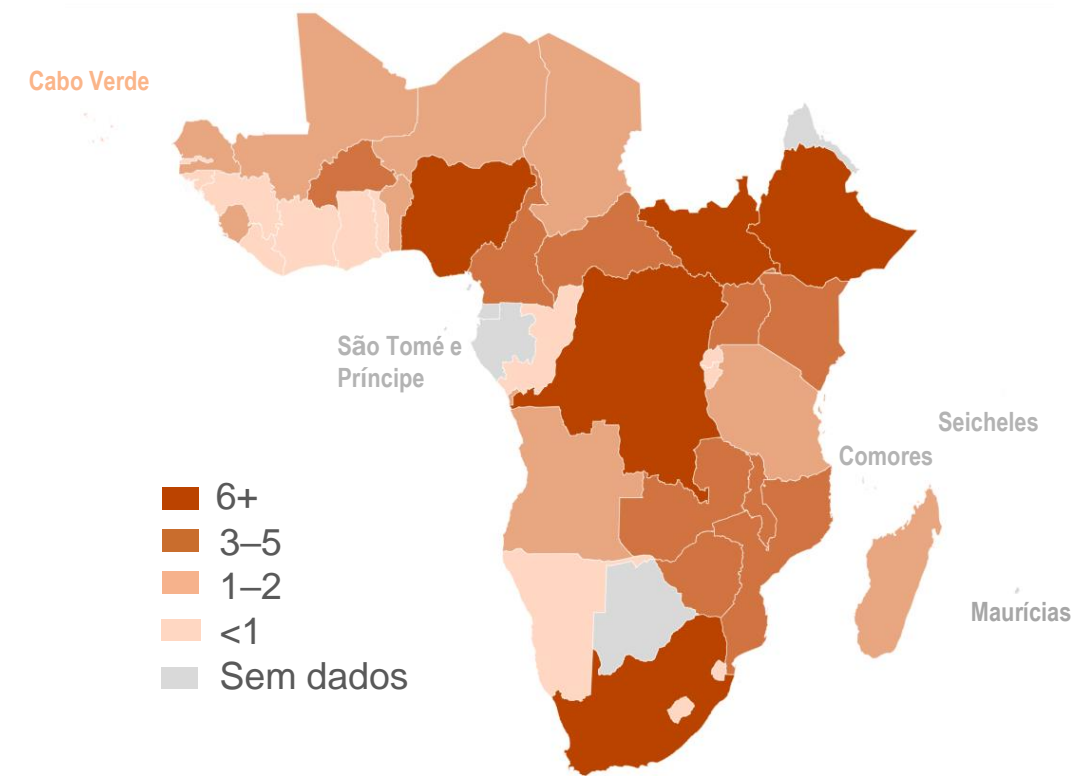 Cabo Verde
São Tomé e
Príncipe
Seicheles
Comores
Maurícias
6+
3–5
1–2
<1
Sem dados